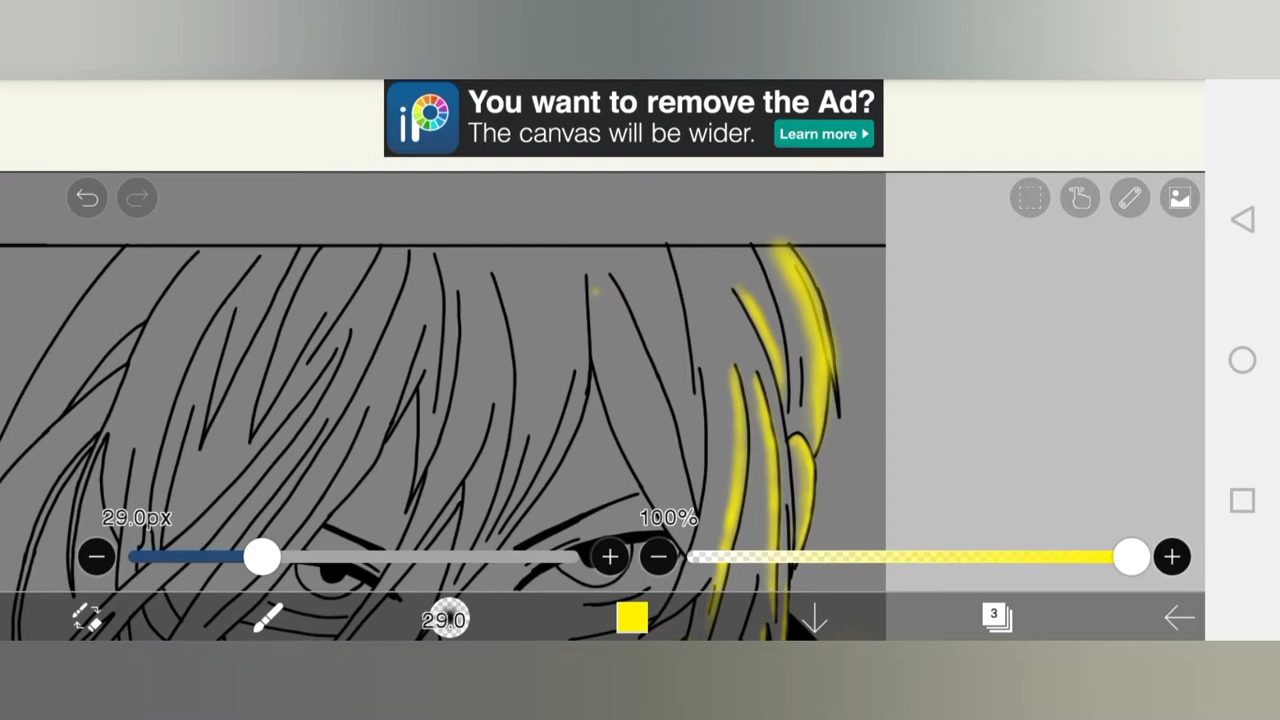 iP
You want to remove the Ad?
The canvas will be wider.
Learn more
29.0px
100%
29.0
3